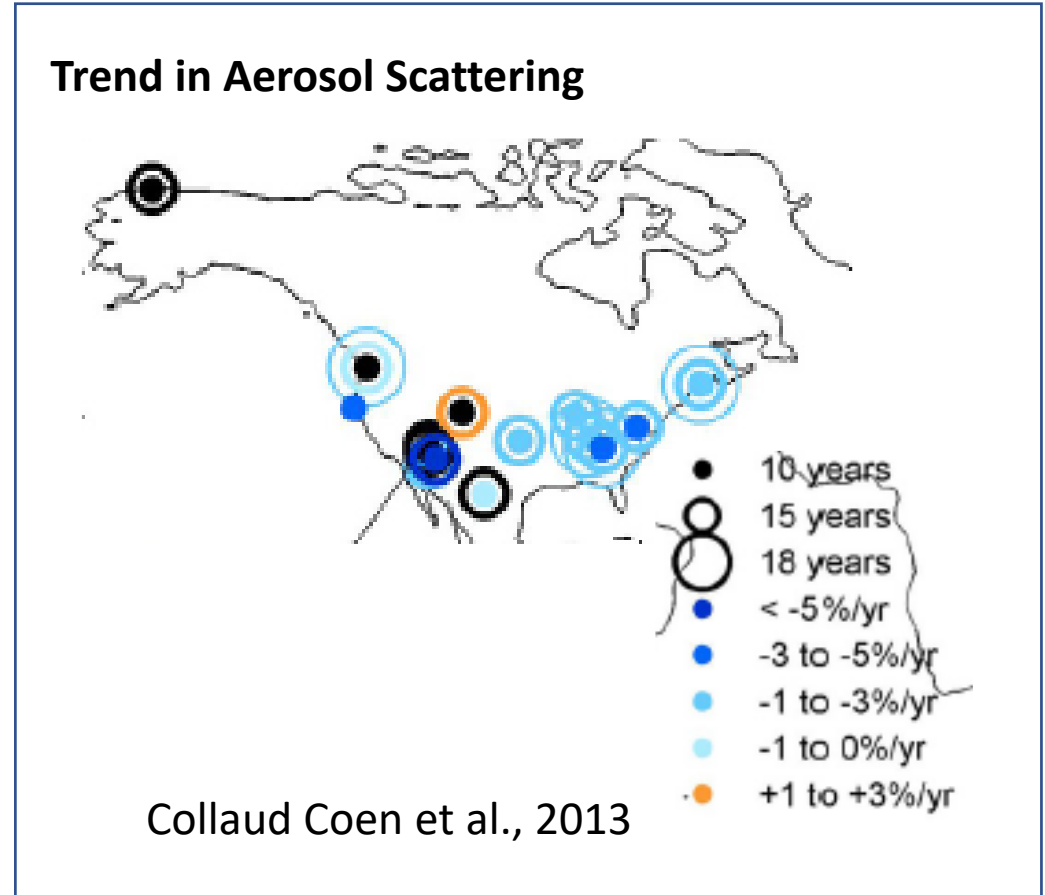 Trend in Aerosol Scattering
10 years
15 years
18 years
< -5%/yr
-3 to -5%/yr
-1 to -3%/yr
-1 to 0%/yr
+1 to +3%/yr
Collaud Coen et al., 2013